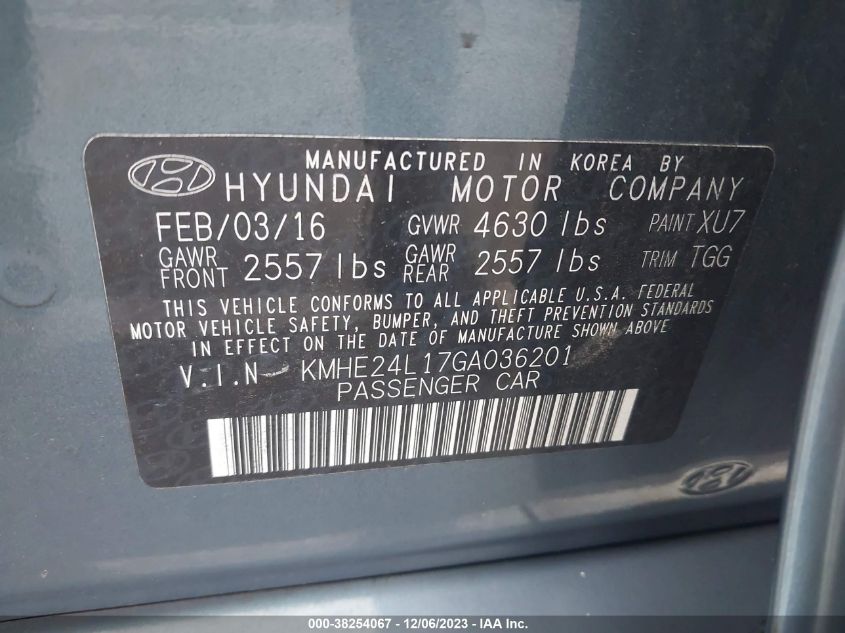 MANUFACTURED IN KOREA BY
HYUNDAI MOTOR COMPANY
FEB/03/16 GVWR 4630 lbs PAINT XU7
GAWR FRONT 2557 lbs GAWR REAR 2557 lbs TRIM TGG
THIS VEHICLE CONFORMS TO ALL APPLICABLE U.S.A. FEDERAL
MOTOR VEHICLE SAFETY, BUMPER, AND THEFT PREVENTION STANDARDS
IN EFFECT ON THE DATE OF MANUFACTURE SHOWN ABOVE
V.I.N KMHE24L17GA036201
PASSENGER CAR
000-38254067 - 12/06/2023 - IAA Inc.